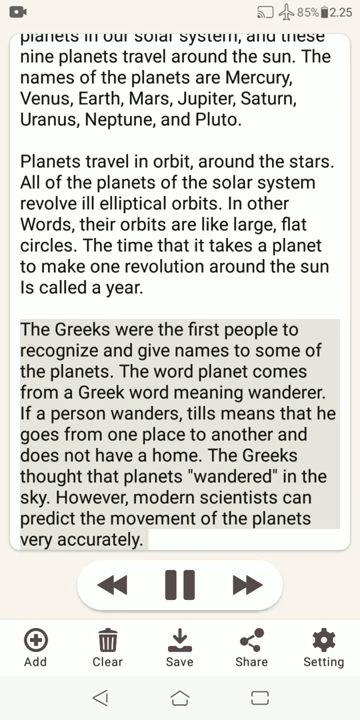 85% 2.25
planets in our solar system, and these
nine planets travel around the sun. The
names of the planets are Mercury,
Venus, Earth, Mars, Jupiter, Saturn,
Uranus, Neptune, and Pluto.
Planets travel in orbit, around the stars.
All of the planets of the solar system
revolve ill elliptical orbits. In other
Words, their orbits are like large, flat
circles. The time that it takes a planet
to make one revolution around the sun
Is called a year.
The Greeks were the first people to
recognize and give names to some of
the planets. The word planet comes
from a Greek word meaning wanderer.
If a person wanders, tills means that he
goes from one place to another and
does not have a home. The Greeks
thought that planets "wandered" in the
sky. However, modern scientists can
predict the movement of the planets
very accurately.
Add Clear Save Share Setting